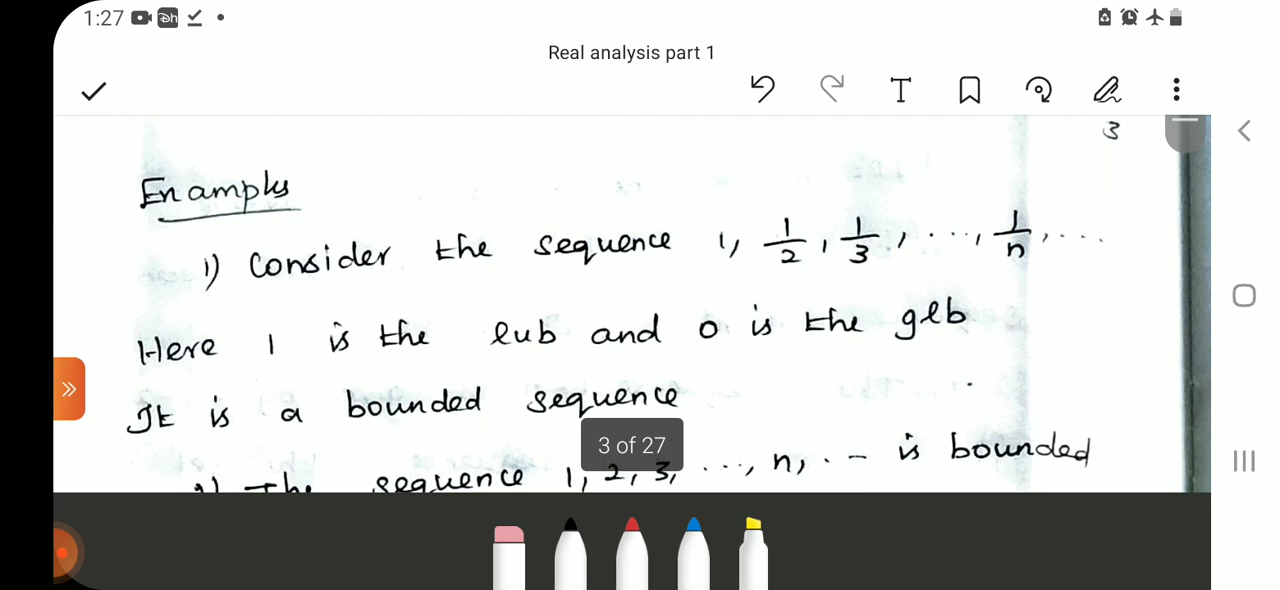 1:27
Real analysis part 1
3
Examples
1) Consider the sequence 1, 1/2, 1/3, ..., 1/n, ...
Here 1 is the lub and 0 is the glb
It is a bounded sequence
3 of 27
2) The sequence 1, 2, 3, ..., n, ... is bounded